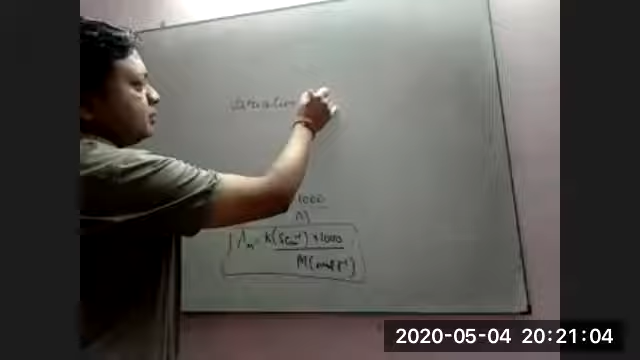 Variation
1000
M
Λm = K(Scm⁻¹) × 1000
M(mol L⁻¹)
2020-05-04 20:21:04